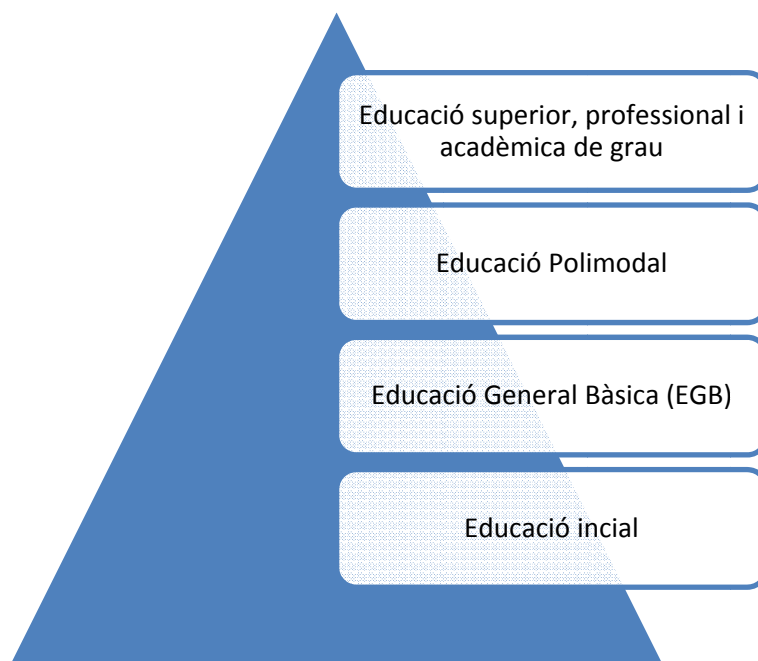 Educació superior, professional i
acadèmica de grau
Educació Polimodal
Educació General Bàsica (EGB)
Educació incial